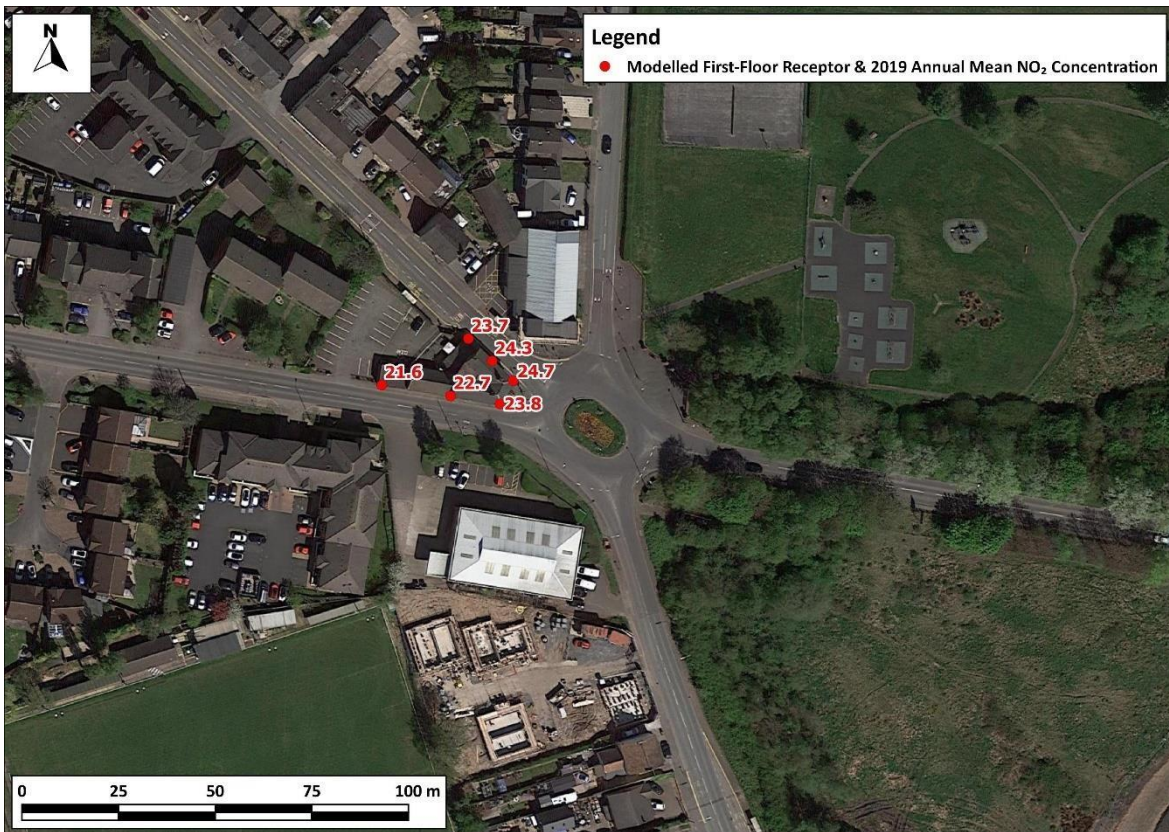 N
Legend
Modelled First-Floor Receptor & 2019 Annual Mean NO₂ Concentration
23.7
24.3
24.7
21.6
22.7
23.8
0 25 50 75 100 m